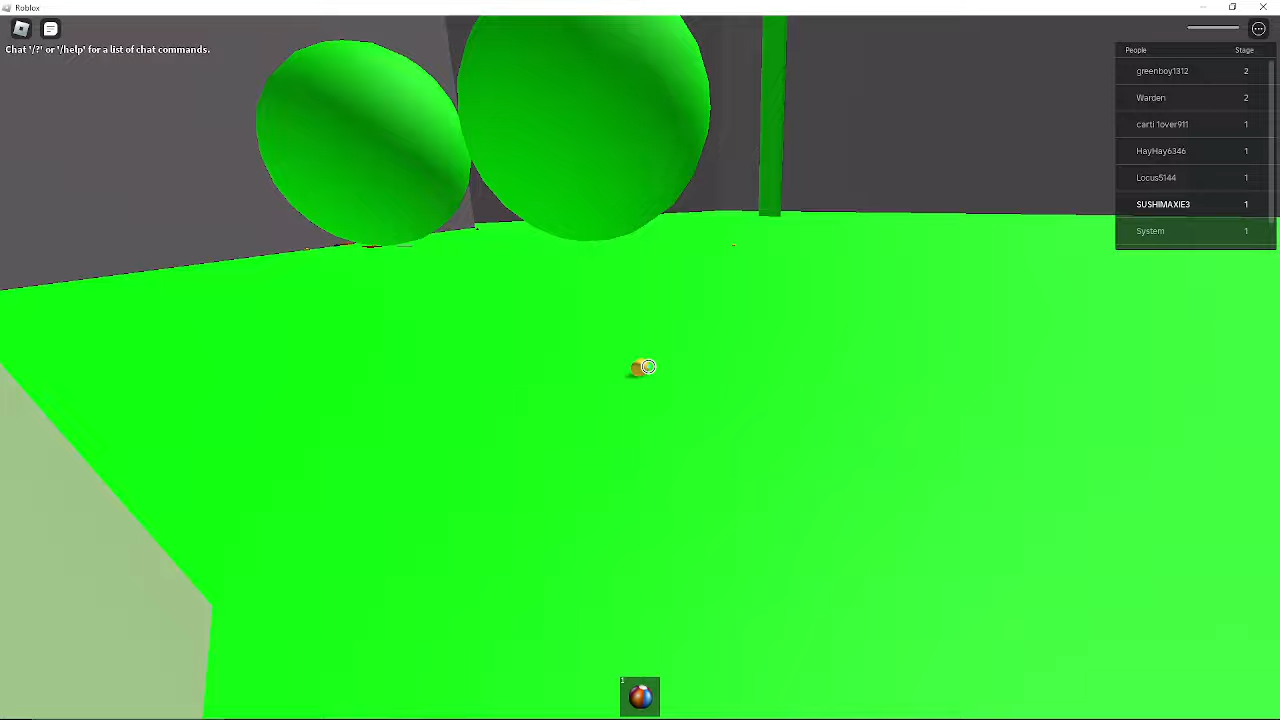 Roblox
Chat '/?' or '/help' for a list of chat commands.
People Stage
greenboy1312 2
Warden 2
carti 1over911 1
HayHay6346 1
Locus5144 1
SUSHIMAXIE3 1
System 1
1